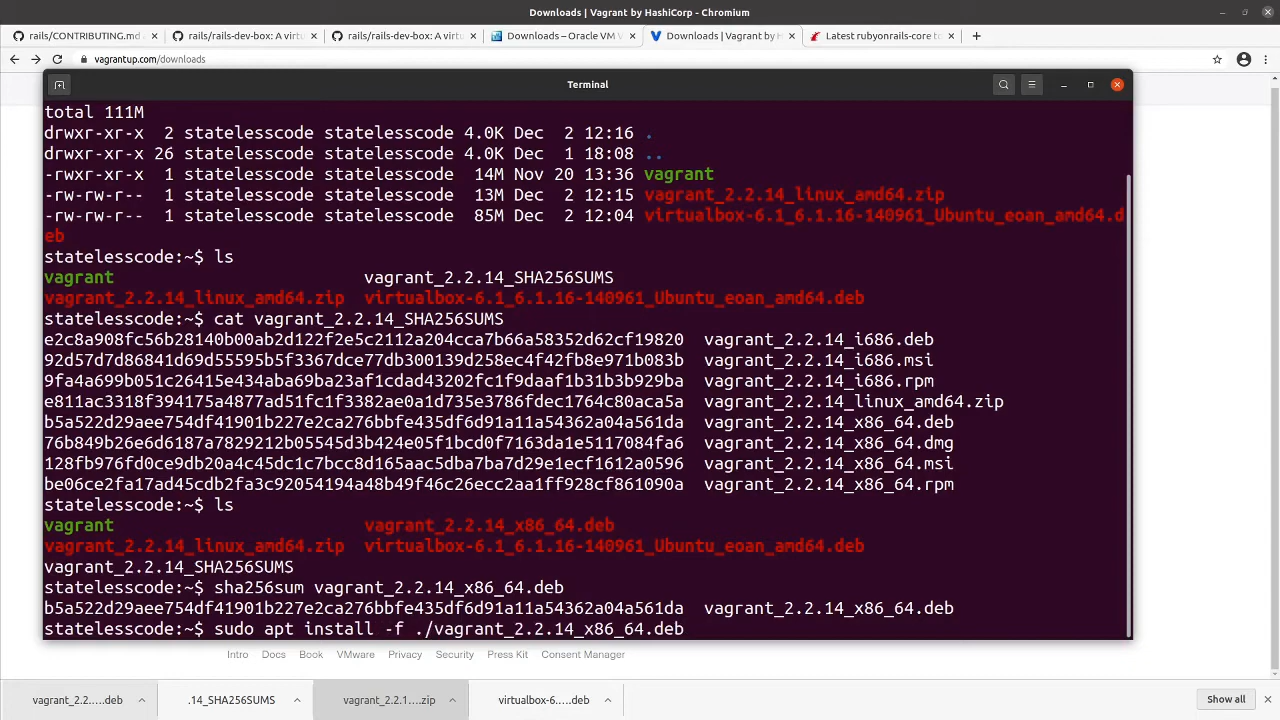 Downloads | Vagrant by HashiCorp - Chromium
rails/CONTRIBUTING.md a
rails/rails-dev-box: A virtu
rails/rails-dev-box: A virtu
Downloads – Oracle VM V
Downloads | Vagrant by H
Latest rubyonrails-core to
vagrantup.com/downloads
Terminal
total 111M
drwxr-xr-x  2 statelesscode statelesscode 4.0K Dec  2 12:16 .
drwxr-xr-x 26 statelesscode statelesscode 4.0K Dec  1 18:08 ..
-rwxr-xr-x  1 statelesscode statelesscode  14M Nov 20 13:36 vagrant
-rw-rw-r--  1 statelesscode statelesscode  13M Dec  2 12:15 vagrant_2.2.14_linux_amd64.zip
-rw-rw-r--  1 statelesscode statelesscode  85M Dec  2 12:04 virtualbox-6.1_6.1.16-140961_Ubuntu_eoan_amd64.d
eb
statelesscode:~$ ls
vagrant                         vagrant_2.2.14_SHA256SUMS
vagrant_2.2.14_linux_amd64.zip  virtualbox-6.1_6.1.16-140961_Ubuntu_eoan_amd64.deb
statelesscode:~$ cat vagrant_2.2.14_SHA256SUMS
e2c8a908fc56b28140b00ab2d122f2e5c2112a204cca7b66a58352d62cf19820  vagrant_2.2.14_i686.deb
92d57d7d86841d69d55595b5f3367dce77db300139d258ec4f42fb8e971b083b  vagrant_2.2.14_i686.msi
9fa4a699b051c26415e434aba69ba23af1cdad43202fc1f9daaf1b31b3b929ba  vagrant_2.2.14_i686.rpm
e811ac3318f394175a4877ad51fc1f3382ae0a1d735e3786fdec1764c80aca5a  vagrant_2.2.14_linux_amd64.zip
b5a522d29aee754df41901b227e2ca276bbfe435df6d91a11a54362a04a561da  vagrant_2.2.14_x86_64.deb
76b849b26e6d6187a7829212b05545d3b424e05f1bcd0f7163da1e5117084fa6  vagrant_2.2.14_x86_64.dmg
128fb976fd0ce9db20a4c45dc1c7bcc8d165aac5dba7ba7d29e1ecf1612a0596  vagrant_2.2.14_x86_64.msi
be06ce2fa17ad45cdb2fa3c92054194a48b49f46c26ecc2aa1ff928cf861090a  vagrant_2.2.14_x86_64.rpm
statelesscode:~$ ls
vagrant                         vagrant_2.2.14_x86_64.deb
vagrant_2.2.14_linux_amd64.zip  virtualbox-6.1_6.1.16-140961_Ubuntu_eoan_amd64.deb
vagrant_2.2.14_SHA256SUMS
statelesscode:~$ sha256sum vagrant_2.2.14_x86_64.deb
b5a522d29aee754df41901b227e2ca276bbfe435df6d91a11a54362a04a561da  vagrant_2.2.14_x86_64.deb
statelesscode:~$ sudo apt install -f ./vagrant_2.2.14_x86_64.deb
Intro Docs Book VMware Privacy Security Press Kit Consent Manager
vagrant_2.2.....deb
.14_SHA256SUMS
vagrant_2.2.1....zip
virtualbox-6.....deb
Show all